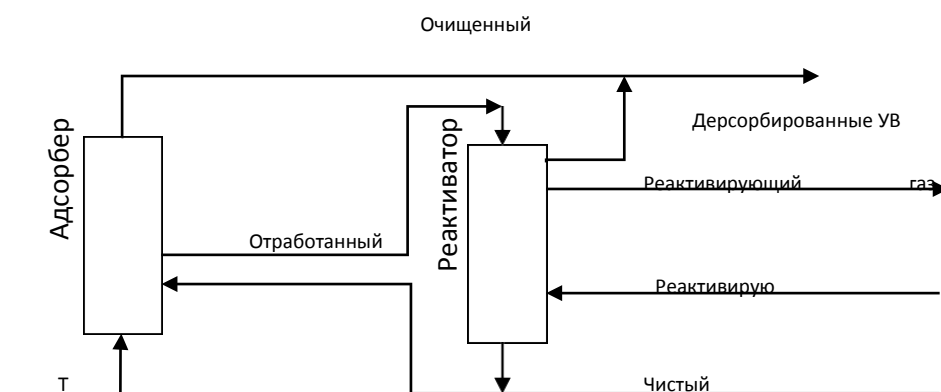 Очищенный
Адсорбер
Реактиватор
Дерсорбированные УВ
Реактивирующий газ
Отработанный
Реактивирую
Т
Чистый